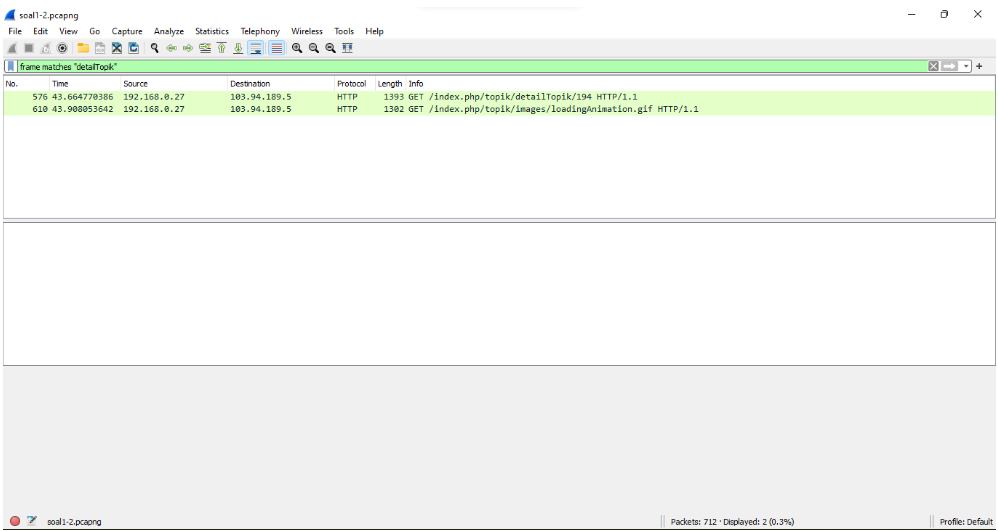 soal1-2.pcapng
File Edit View Go Capture Analyze Statistics Telephony Wireless Tools Help
frame matches "detailTopik"
No. Time Source Destination Protocol Length Info
576 43.664770386 192.168.0.27 103.94.189.5 HTTP 1393 GET /index.php/topik/detailTopik/194 HTTP/1.1
610 43.908053642 192.168.0.27 103.94.189.5 HTTP 1302 GET /index.php/topik/images/loadingAnimation.gif HTTP/1.1
soal1-2.pcapng Packets: 712 · Displayed: 2 (0.3%) Profile: Default